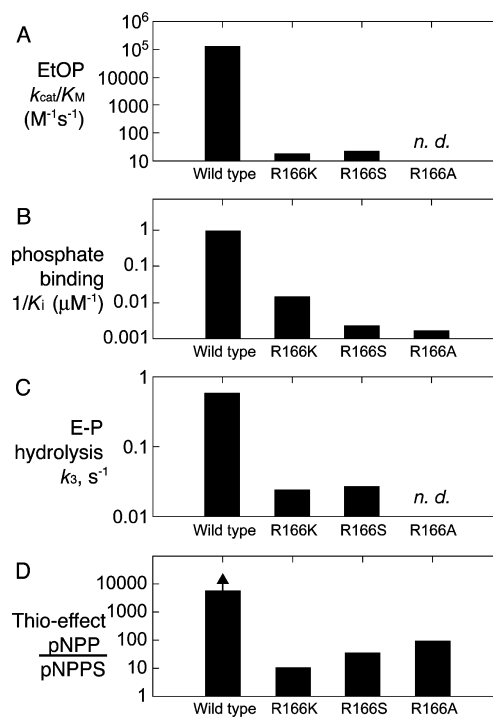 A
EtOP
kcat/KM
(M-1s-1)
10^6
10^5
10000
1000
100
10
n. d.
Wild type R166K R166S R166A
B
phosphate
binding
1/Ki (µM-1)
1
0.1
0.01
0.001
Wild type R166K R166S R166A
C
E-P
hydrolysis
k3, s-1
1
0.1
0.01
n. d.
Wild type R166K R166S R166A
D
Thio-effect
pNPP
pNPPS
10000
1000
100
10
1
Wild type R166K R166S R166A